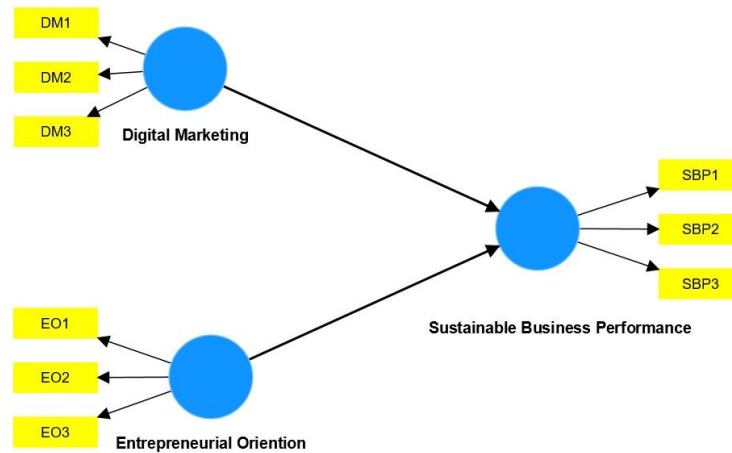 DM1
DM2
DM3
Digital Marketing
SBP1
SBP2
SBP3
Sustainable Business Performance
EO1
EO2
EO3
Entrepreneurial Oriention